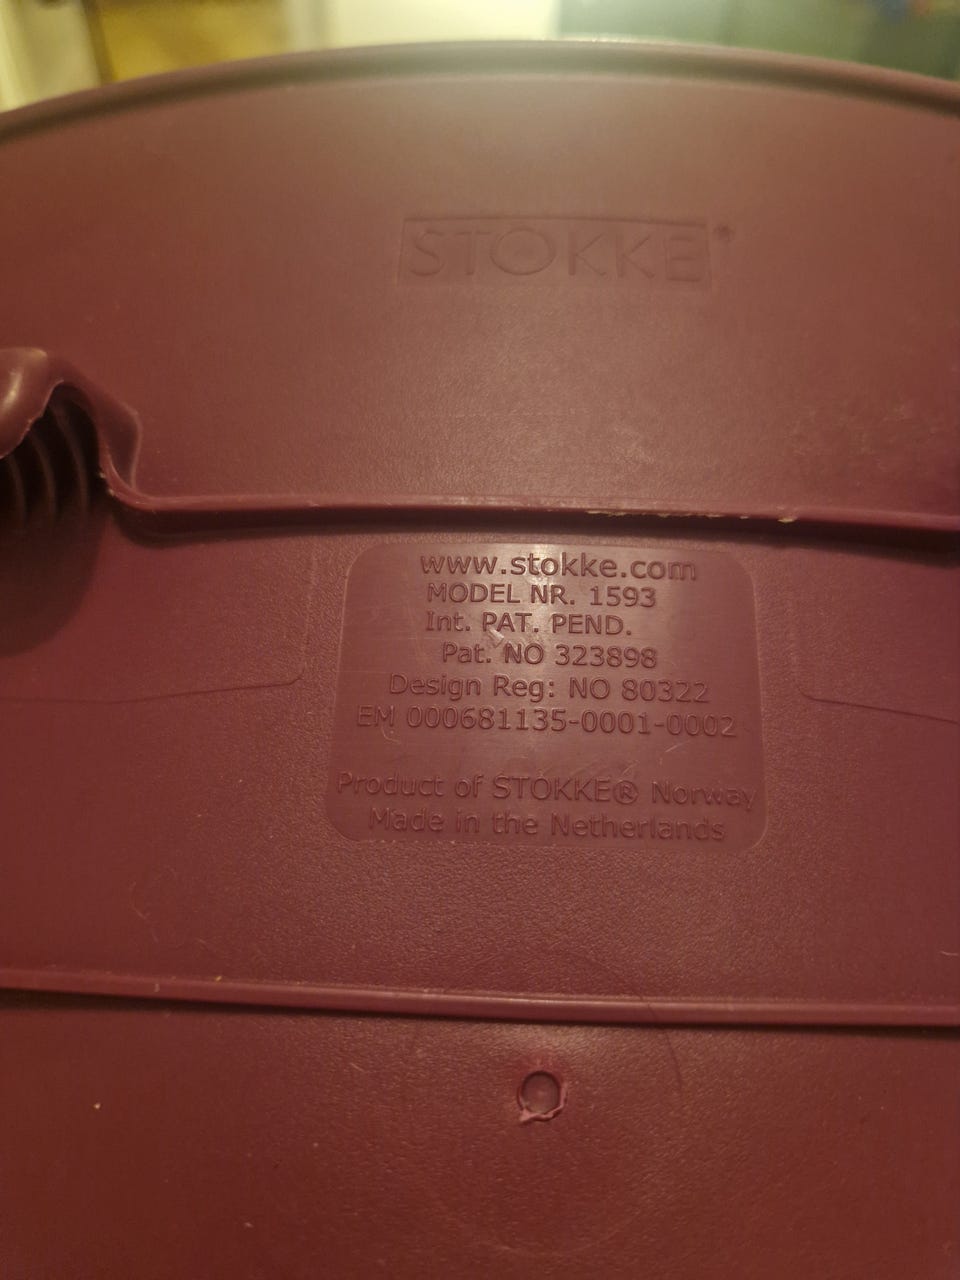 STOKKE®
www.stokke.com
MODEL NR. 1593
Int. PAT. PEND.
Pat. NO 323898
Design Reg: NO 80322
EM 000681135-0001-0002
Product of STOKKE® Norway
Made in the Netherlands